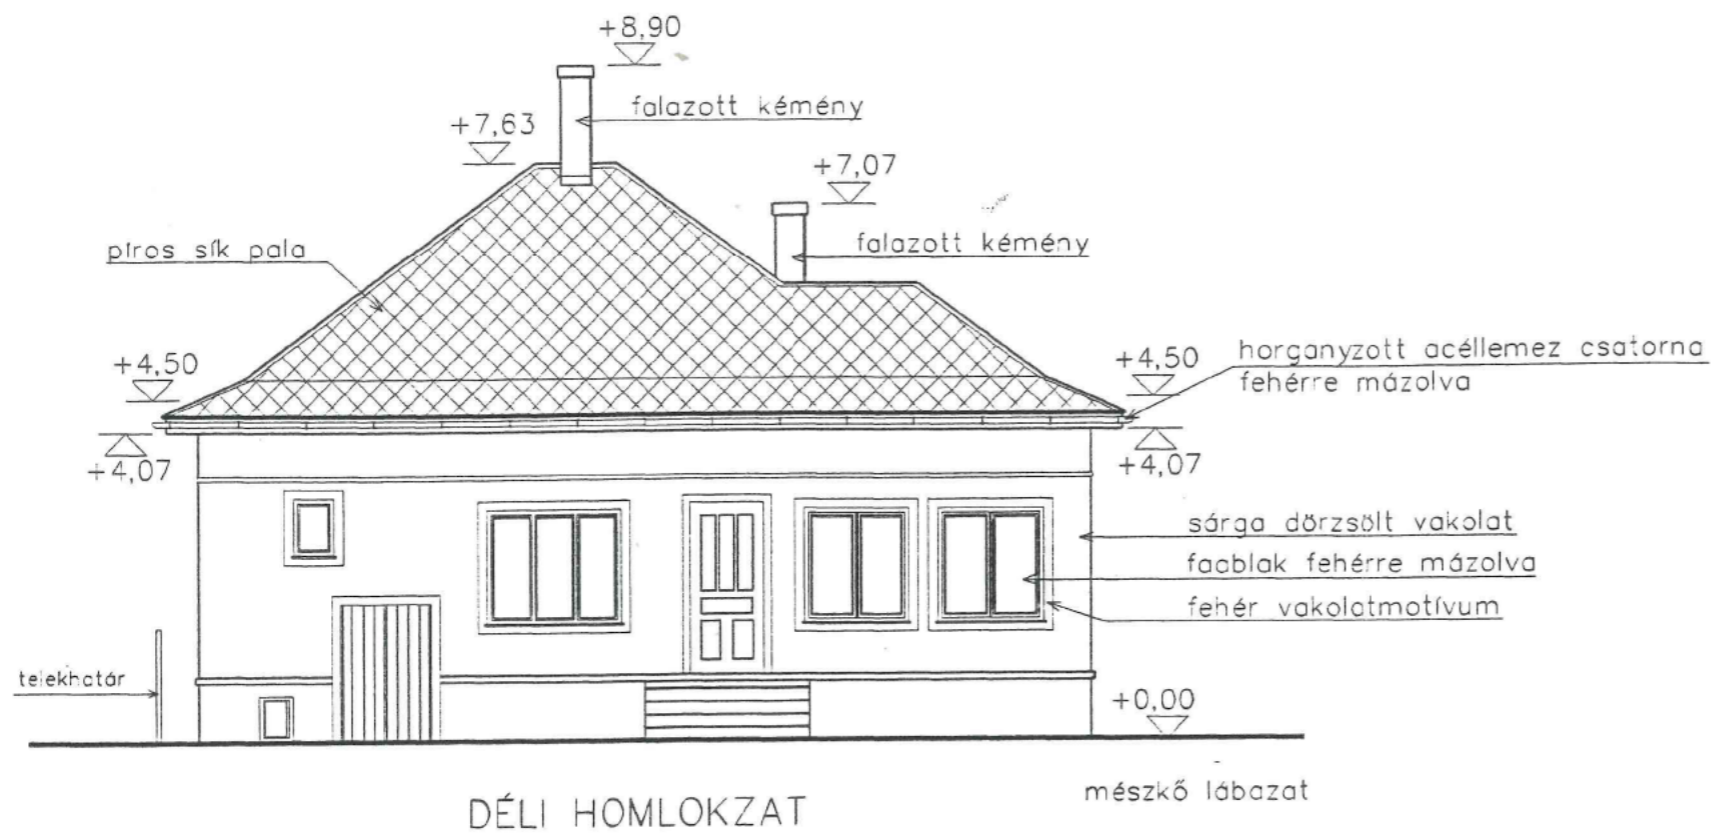 +8,90
falazott kémény
+7,63
+7,07
falazott kémény
piros sík pala
+4,50
+4,50
horganyzott acéllemez csatorna
fehérre mázolva
+4,07
+4,07
sárga dörzsölt vakolat
faablak fehérre mázolva
fehér vakolatmotívum
telekhatár
+0,00
mészkő lábazat
DÉLI HOMLOKZAT